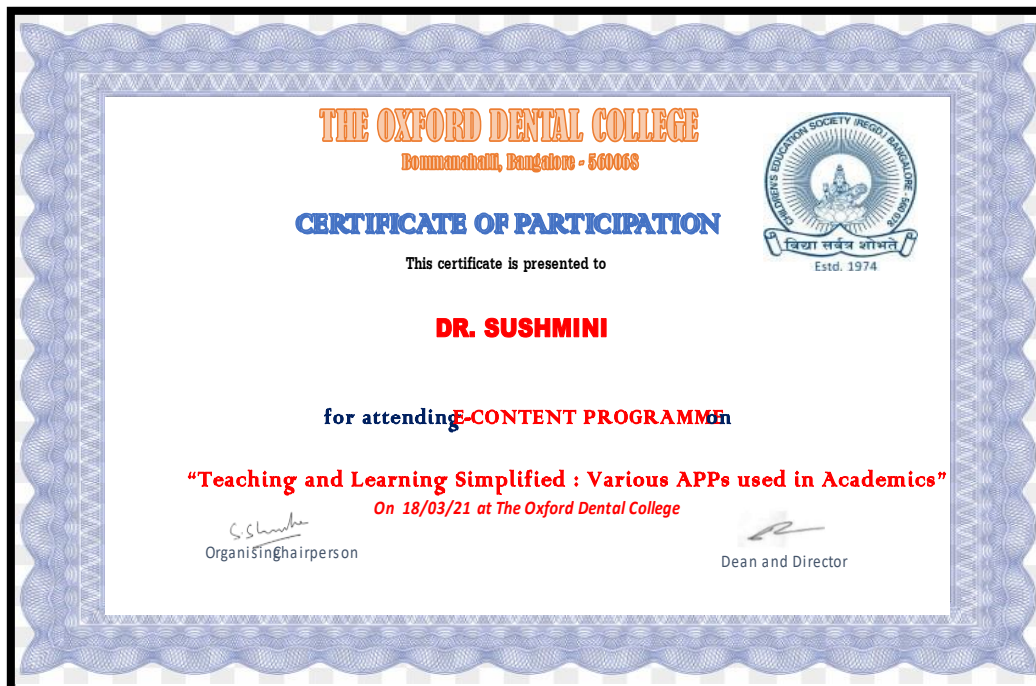 THE OXFORD DENTAL COLLEGE
Bommanahalli, Bangalore - 560068
CHILDREN'S EDUCATION SOCIETY (REGD.) BANGALORE - 560 078
विद्या सर्वत्र शोभते
Estd. 1974
CERTIFICATE OF PARTICIPATION
This certificate is presented to
DR. SUSHMINI
for attending E-CONTENT PROGRAMME on
“Teaching and Learning Simplified : Various APPs used in Academics”
On 18/03/21 at The Oxford Dental College
Organising Chairperson
Dean and Director